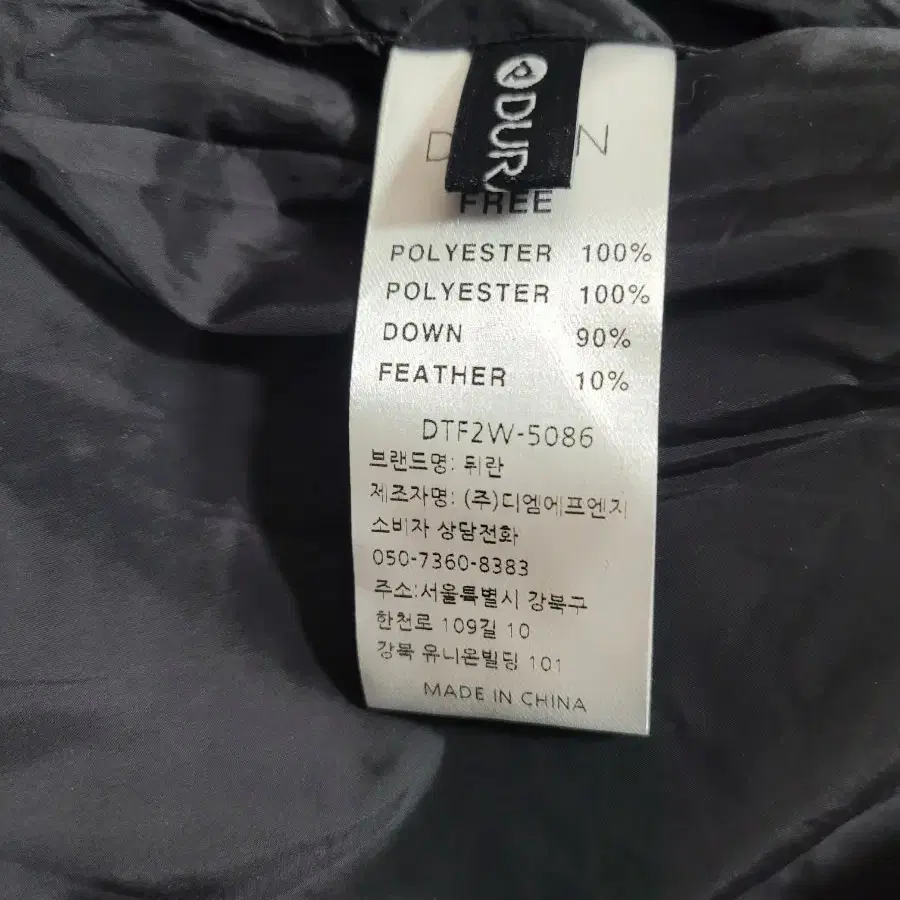 DUR
D N
FREE
POLYESTER 100%
POLYESTER 100%
DOWN 90%
FEATHER 10%
DTF2W-5086
브랜드명: 뒤란
제조자명: (주)디엠에프엔지
소비자 상담전화
050-7360-8383
주소:서울특별시 강북구
한천로 109길 10
강북 유니온빌딩 101
MADE IN CHINA